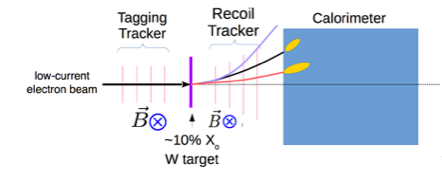 Tagging
Tracker
Recoil
Tracker
Calorimeter
low-current
electron beam
B⃗⊗
B⃗⊗
~10% X₀
W target